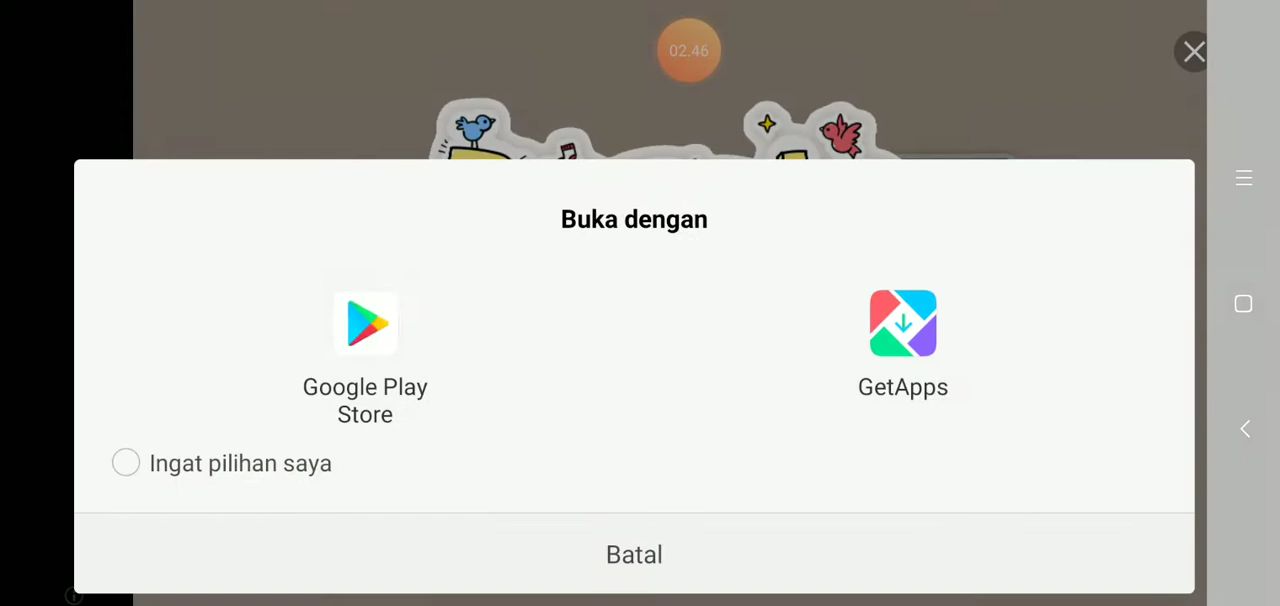 02.46
Buka dengan
Google Play
Store
GetApps
Ingat pilihan saya
Batal